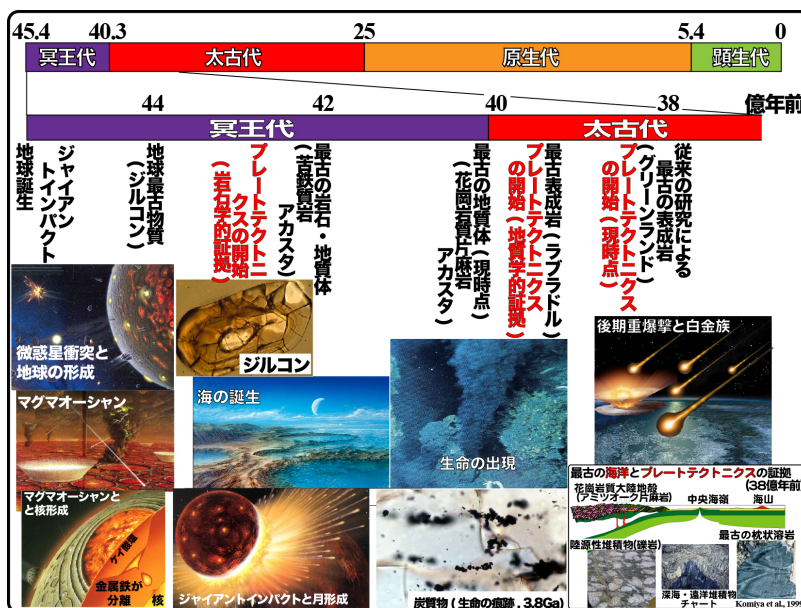 45.4 40.3 25 5.4 0
冥王代 太古代 原生代 顕生代
44 42 40 38 億年前
冥王代 太古代
地球誕生
ジャイアン
トインパクト
地球最古物質
(ジルコン)
プレートテクトニ
クスの開始
(岩石学的証拠)
最古の岩石・地質体
(苦鉄質岩
アカスタ)
最古の地質体(現時点)
(花崗岩質片麻岩
アカスタ)
最古表成岩(ラブラドル)
プレートテクトニクス
の開始(地質学的証拠)
従来の研究による
最古の表成岩
(グリーンランド)
プレートテクトニクス
の開始(現時点)
微惑星衝突と
地球の形成
ジルコン
マグマオーシャン
海の誕生
生命の出現
後期重爆撃と白金族
マグマオーシャンと
と核形成
ケイ酸塩
金属鉄が
分離
核
ジャイアントインパクトと月形成
炭質物(生命の痕跡,3.8Ga)
最古の海洋とプレートテクトニクスの証拠
(38億年前)
花崗岩質大陸地殻
(アミツオーク片麻岩)
中央海嶺
海山
陸源性堆積物(礫岩)
最古の枕状溶岩
深海・遠洋堆積物
チャート
Komiya et al., 1999